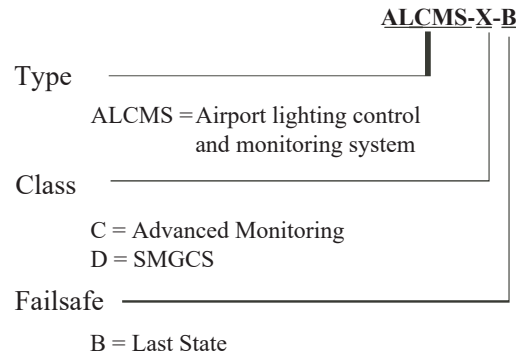 ALCMS-X-B
Type
ALCMS = Airport lighting control
and monitoring system
Class
C = Advanced Monitoring
D = SMGCS
Failsafe
B = Last State